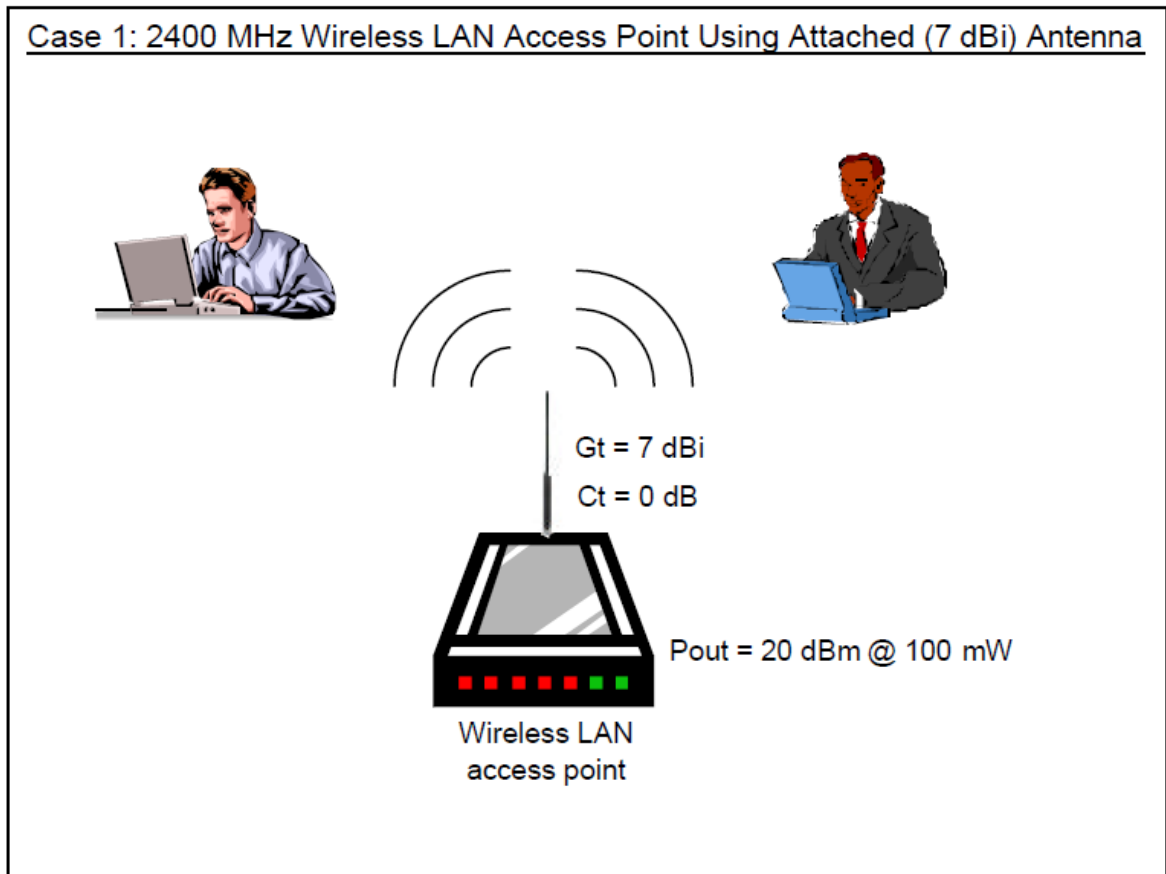 Case 1: 2400 MHz Wireless LAN Access Point Using Attached (7 dBi) Antenna
Gt = 7 dBi
Ct = 0 dB
Pout = 20 dBm @ 100 mW
Wireless LAN
access point